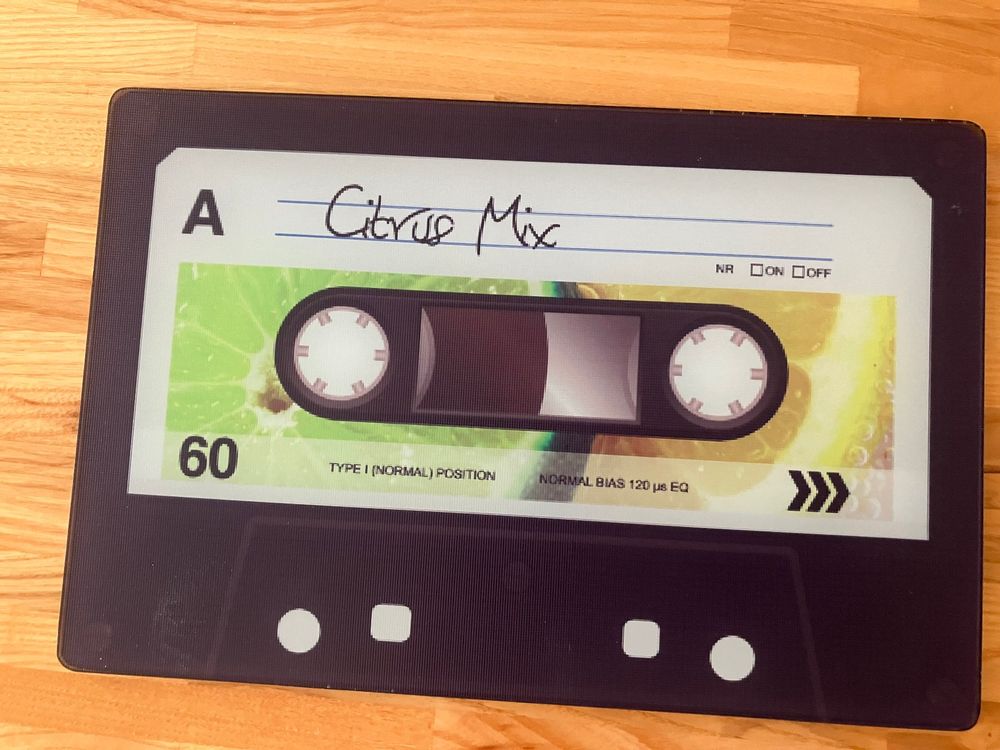 A
Citrus Mix
NR ☐ON ☐OFF
60
TYPE I (NORMAL) POSITION
NORMAL BIAS 120 µs EQ